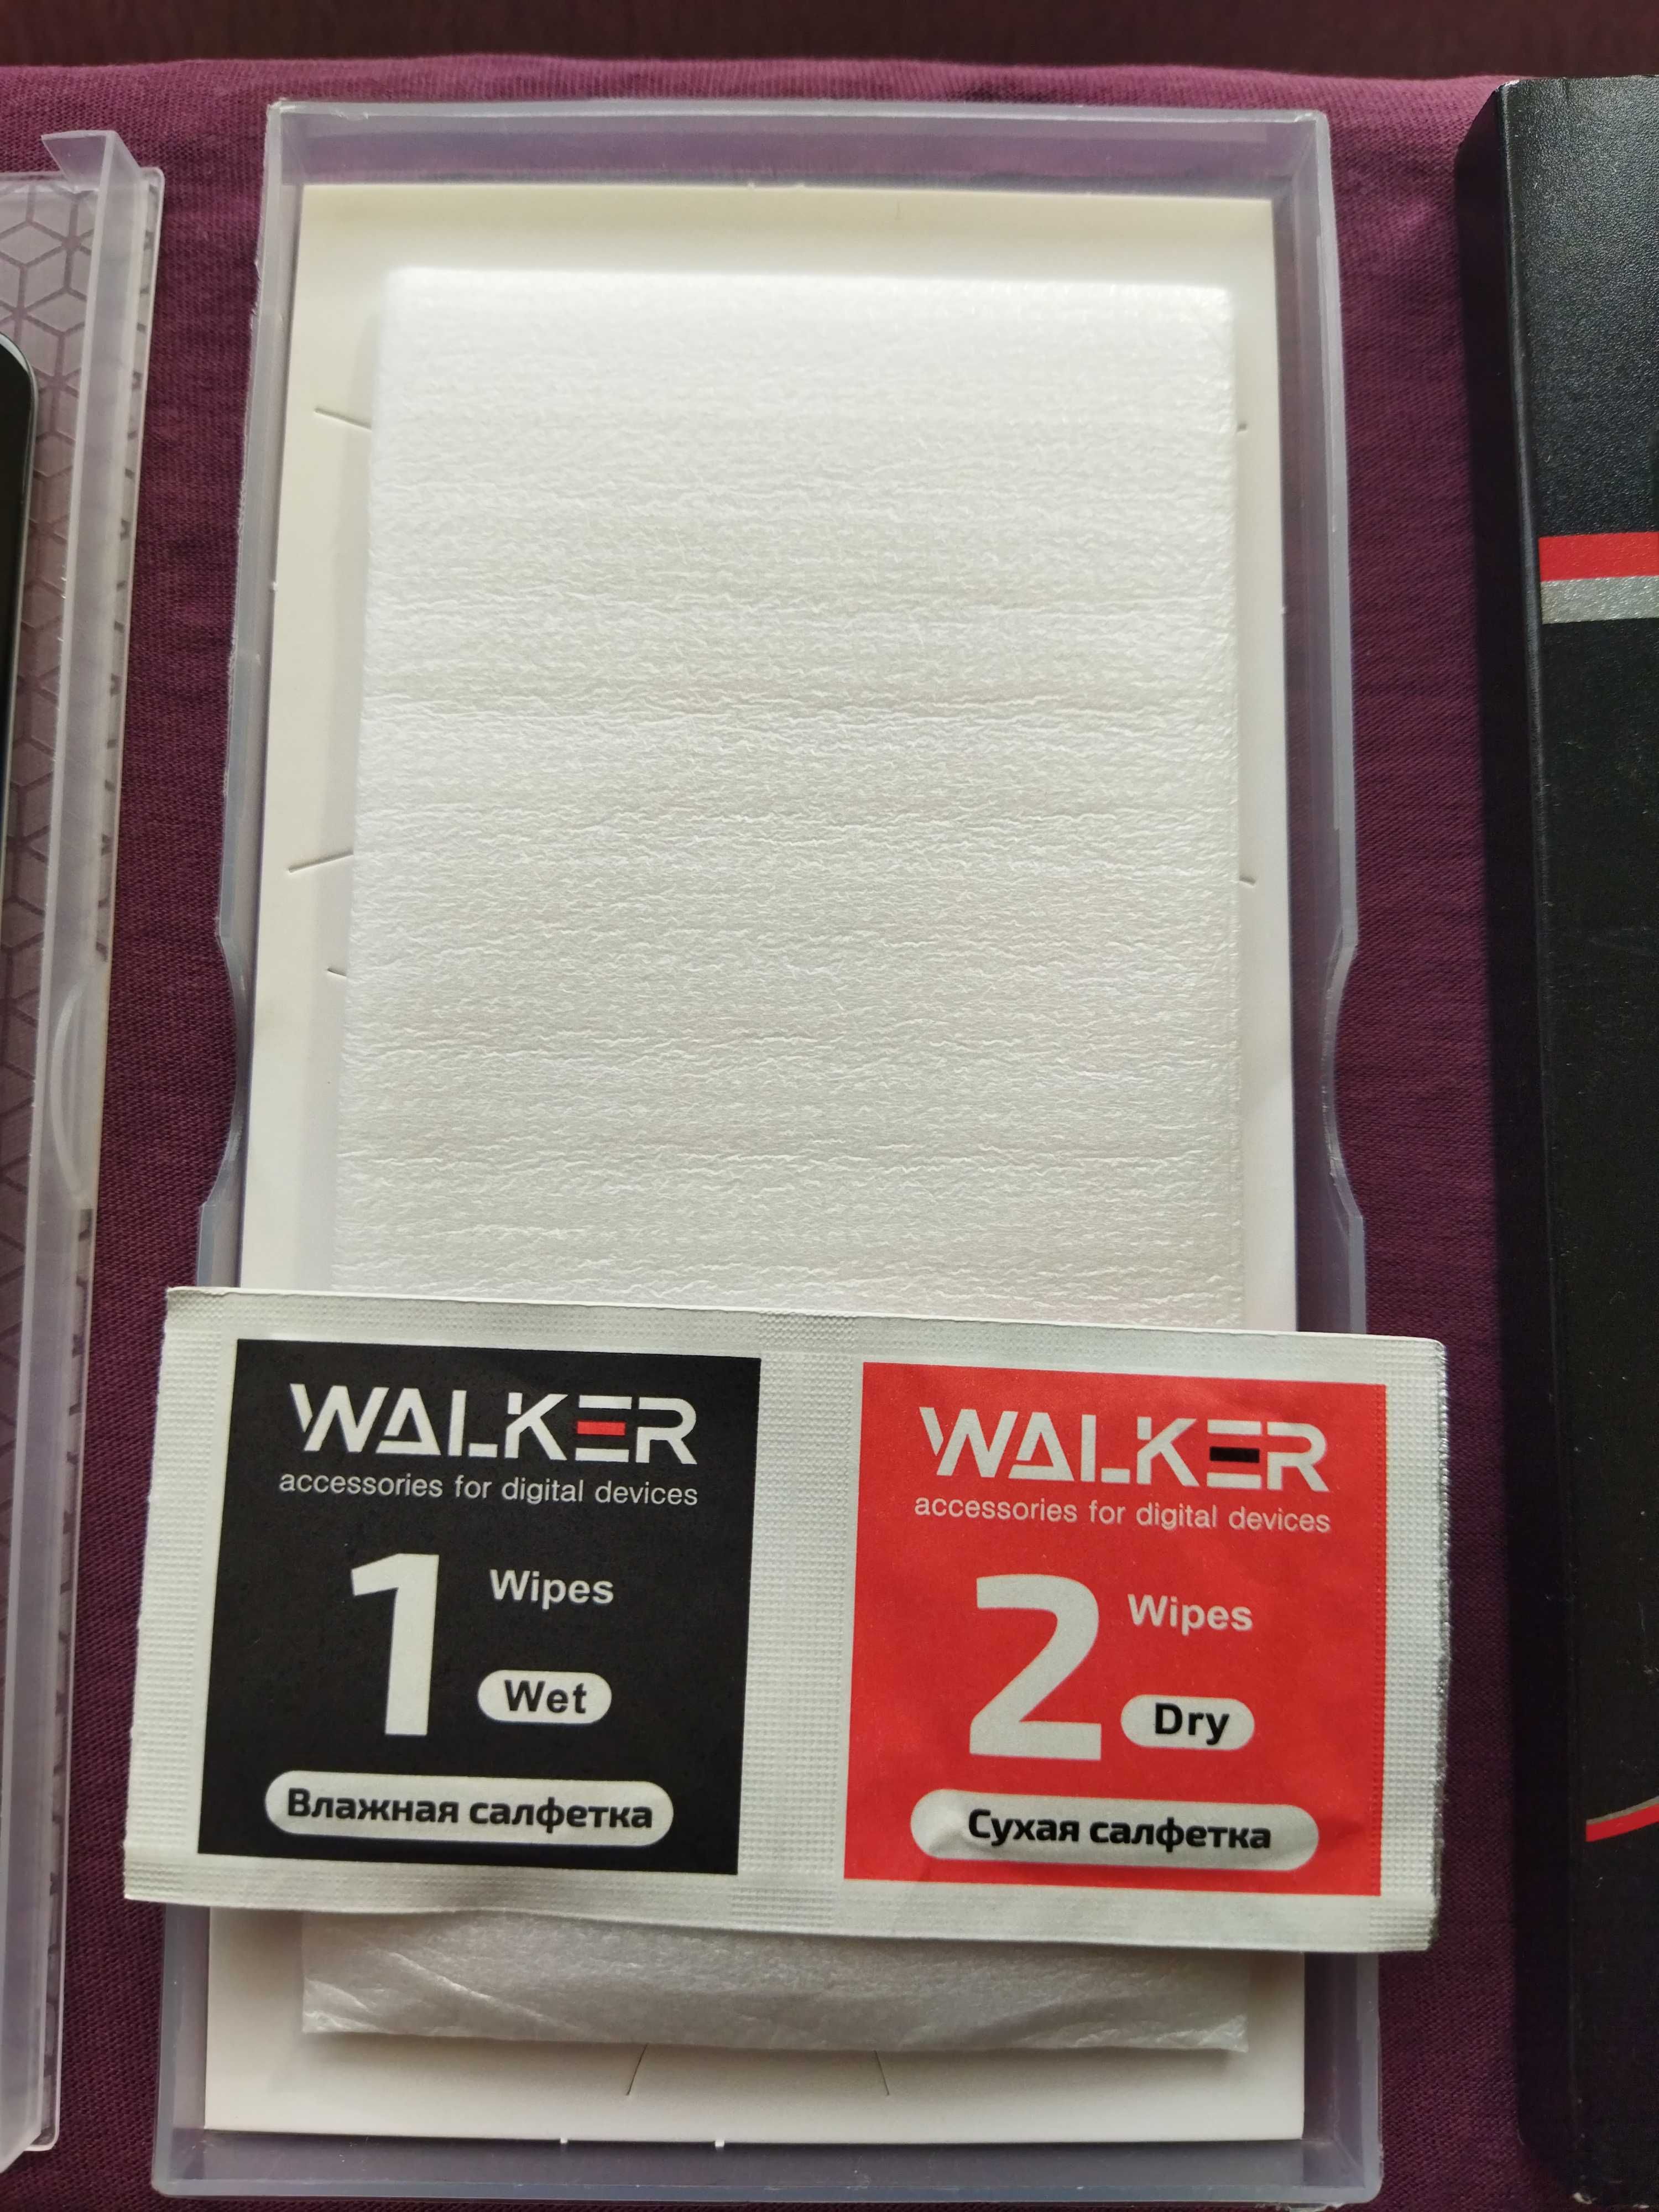 WALKER
accessories for digital devices
1 Wipes
Wet
Влажная салфетка
WALKER
accessories for digital devices
2 Wipes
Dry
Сухая салфетка